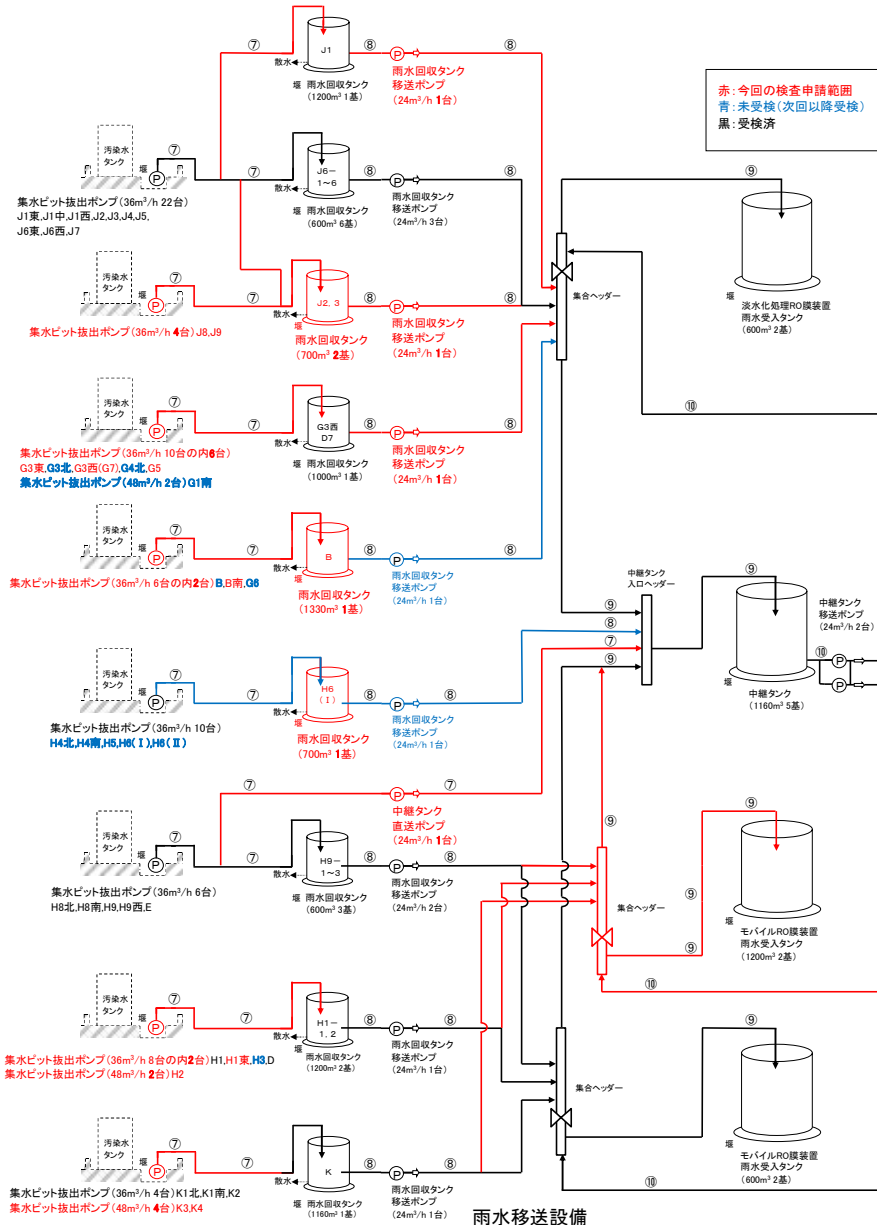 赤：今回の検査申請範囲
青：未受検（次回以降受検）
黒：受検済
⑦
⑧
⑧
J1
P
散水
堰 雨水回収タンク
(1200m³ 1基)
雨水回収タンク
移送ポンプ
(24m³/h 1台)
汚染水
タンク
堰
P
⑦
⑦
J6－
1～6
⑧
P
⑧
散水
堰 雨水回収タンク
(600m³ 6基)
雨水回収タンク
移送ポンプ
(24m³/h 3台)
集水ピット抜出ポンプ(36m³/h 22台)
J1東,J1中,J1西,J2,J3,J4,J5,
J6東,J6西,J7
汚染水
タンク
堰
P
⑦
⑦
J2, 3
⑧
P
⑧
散水
堰
雨水回収タンク
(700m³ 2基)
雨水回収タンク
移送ポンプ
(24m³/h 1台)
集水ピット抜出ポンプ(36m³/h 4台)J8,J9
集合ヘッダー
⑨
堰
淡水化処理RO膜装置
雨水受入タンク
(600m³ 2基)
⑩
汚染水
タンク
堰
P
⑦
⑦
G3西
D7
⑧
P
⑧
散水
堰 雨水回収タンク
(1000m³ 1基)
雨水回収タンク
移送ポンプ
(24m³/h 1台)
集水ピット抜出ポンプ(36m³/h 10台の内6台)
G3東,G3北,G3西(G7),G4北,G5
集水ピット抜出ポンプ(48m³/h 2台)G1南
汚染水
タンク
堰
P
⑦
⑦
B
⑧
P
⑧
散水
堰
雨水回収タンク
(1330m³ 1基)
雨水回収タンク
移送ポンプ
(24m³/h 1台)
集水ピット抜出ポンプ(36m³/h 6台の内2台)B,B南,G6
中継タンク
入口ヘッダー
⑨
⑧
⑦
⑨
⑨
堰
中継タンク
(1160m³ 5基)
中継タンク
移送ポンプ
(24m³/h 2台)
⑩
P
P
汚染水
タンク
堰
P
⑦
⑦
H6
(Ⅰ)
⑧
P
⑧
散水
堰
雨水回収タンク
(700m³ 1基)
雨水回収タンク
移送ポンプ
(24m³/h 1台)
集水ピット抜出ポンプ(36m³/h 10台)
H4北,H4南,H5,H6(Ⅰ),H6(Ⅱ)
⑦
P
⑦
中継タンク
直送ポンプ
(24m³/h 1台)
汚染水
タンク
堰
P
⑦
⑦
H9－
1～3
⑧
P
⑧
散水
堰 雨水回収タンク
(600m³ 3基)
雨水回収タンク
移送ポンプ
(24m³/h 2台)
集水ピット抜出ポンプ(36m³/h 6台)
H8北,H8南,H9,H9西,E
⑨
集合ヘッダー
⑨
⑨
⑨
堰
モバイルRO膜装置
雨水受入タンク
(1200m³ 2基)
⑩
汚染水
タンク
堰
P
⑦
⑦
H1－
1, 2
⑧
P
⑧
散水
堰
雨水回収タンク
(1200m³ 2基)
雨水回収タンク
移送ポンプ
(24m³/h 1台)
集水ピット抜出ポンプ(36m³/h 8台の内2台)H1,H1東,H3,D
集水ピット抜出ポンプ(48m³/h 2台)H2
集合ヘッダー
⑨
堰
モバイルRO膜装置
雨水受入タンク
(600m³ 2基)
⑩
汚染水
タンク
堰
P
⑦
⑦
K
⑧
P
⑧
散水
堰 雨水回収タンク
(1160m³ 1基)
雨水回収タンク
移送ポンプ
(24m³/h 1台)
集水ピット抜出ポンプ(36m³/h 4台)K1北,K1南,K2
集水ピット抜出ポンプ(48m³/h 4台)K3,K4
雨水移送設備